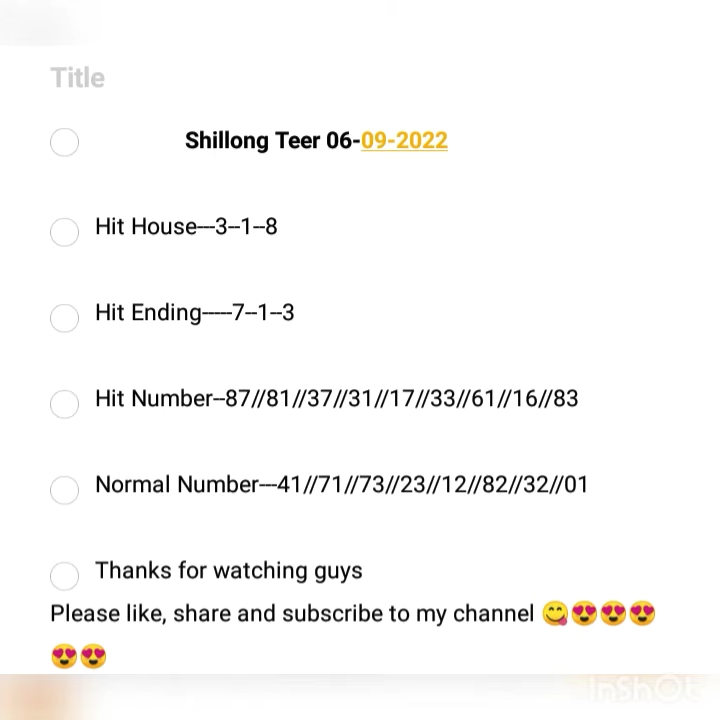 Title
Shillong Teer 06-09-2022
Hit House---3--1--8
Hit Ending-----7--1--3
Hit Number--87//81//37//31//17//33//61//16//83
Normal Number---41//71//73//23//12//82//32//01
Thanks for watching guys
Please like, share and subscribe to my channel 😋😍😍😍
😍😍
InShOt